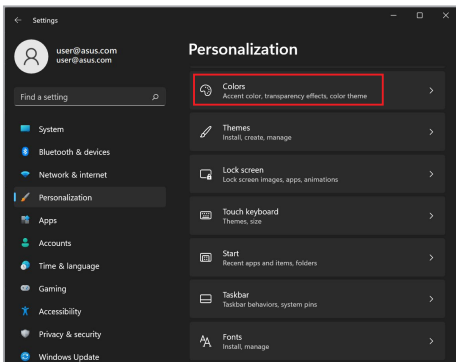 Settings
user@asus.com
user@asus.com
Find a setting
System
Bluetooth & devices
Network & internet
Personalization
Apps
Accounts
Time & language
Gaming
Accessibility
Privacy & security
Windows Update
Personalization
Colors
Accent color, transparency effects, color theme
Themes
Install, create, manage
Lock screen
Lock screen images, apps, animations
Touch keyboard
Themes, size
Start
Recent apps and items, folders
Taskbar
Taskbar behaviors, system pins
Fonts
Install, manage